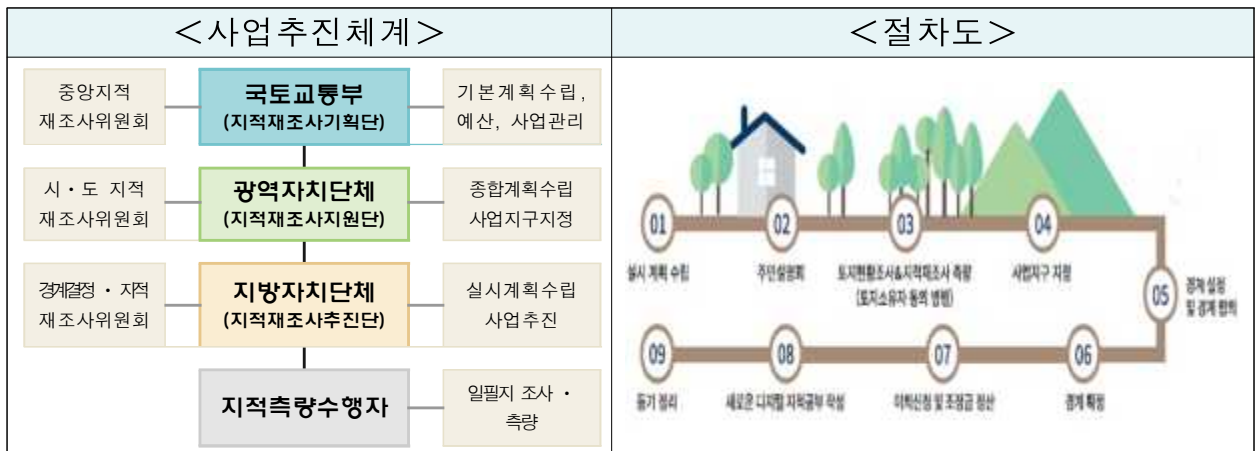 <사업추진체계>
중앙지적
재조사위원회
국토교통부
(지적재조사기획단)
기본계획수립,
예산, 사업관리
시·도 지적
재조사위원회
광역자치단체
(지적재조사지원단)
종합계획수립
사업지구지정
경계결정·지적
재조사위원회
지방자치단체
(지적재조사추진단)
실시계획수립
사업추진
지적측량수행자
일필지 조사·
측량
<절차도>
01
실시 계획 수립
02
주민설명회
03
토지현황조사&지적재조사 측량
(토지소유자 동의 병행)
04
사업지구 지정
05
경계 설정
및 경계 협의
06
경계 확정
07
이의신청 및 조정금 정산
08
새로운 디지털 지적공부 작성
09
등기 정리